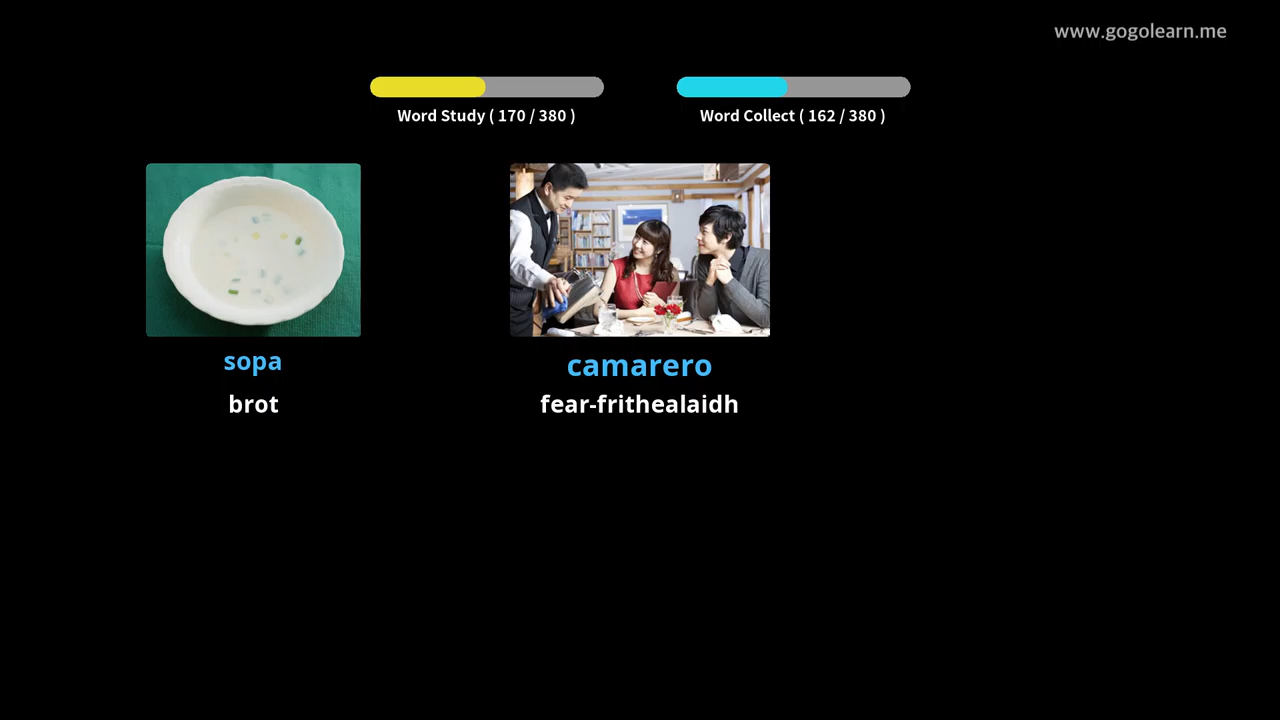 www.gogolearn.me
Word Study ( 170 / 380 )
Word Collect ( 162 / 380 )
sopa
brot
camarero
fear-frithealaidh